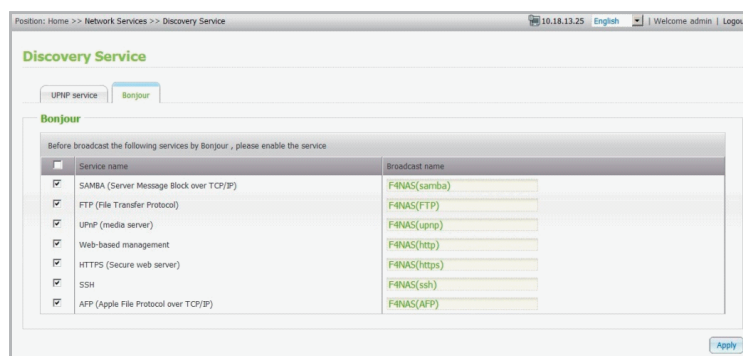 Position: Home >> Network Services >> Discovery Service 10.18.13.25 English | Welcome admin | Logou
Discovery Service
UPNP service Bonjour
Bonjour
Before broadcast the following services by Bonjour , please enable the service
Service name Broadcast name
SAMBA (Server Message Block over TCP/IP) F4NAS(samba)
FTP (File Transfer Protocol) F4NAS(FTP)
UPnP (media server) F4NAS(upnp)
Web-based management F4NAS(http)
HTTPS (Secure web server) F4NAS(https)
SSH F4NAS(ssh)
AFP (Apple File Protocol over TCP/IP) F4NAS(AFP)
Apply